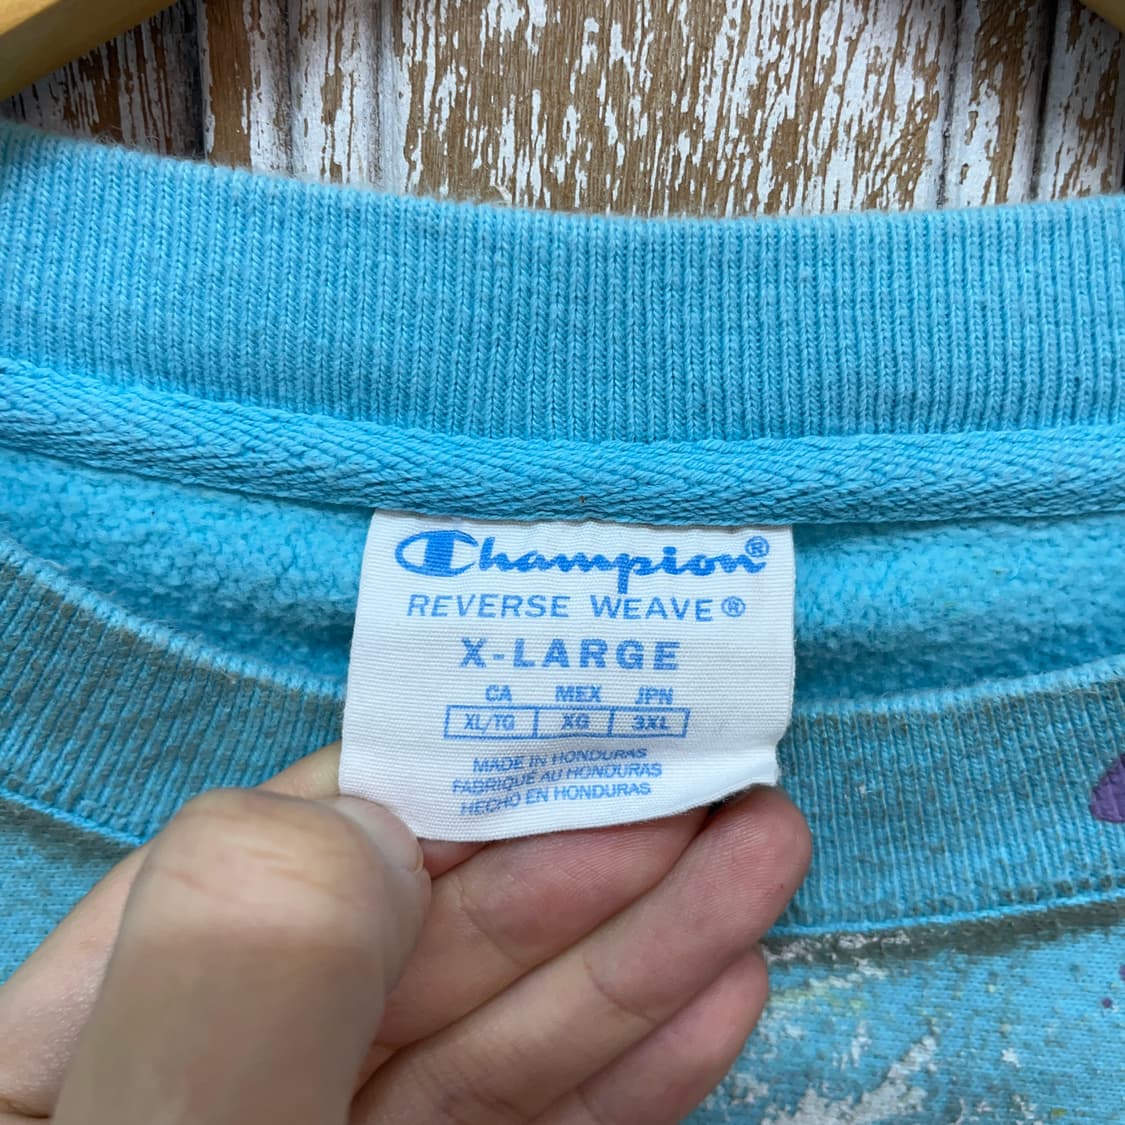 Champion®
REVERSE WEAVE®
X-LARGE
CA MEX JPN
XL/TG XG 3XL
MADE IN HONDURAS
FABRIQUÉ AU HONDURAS
HECHO EN HONDURAS